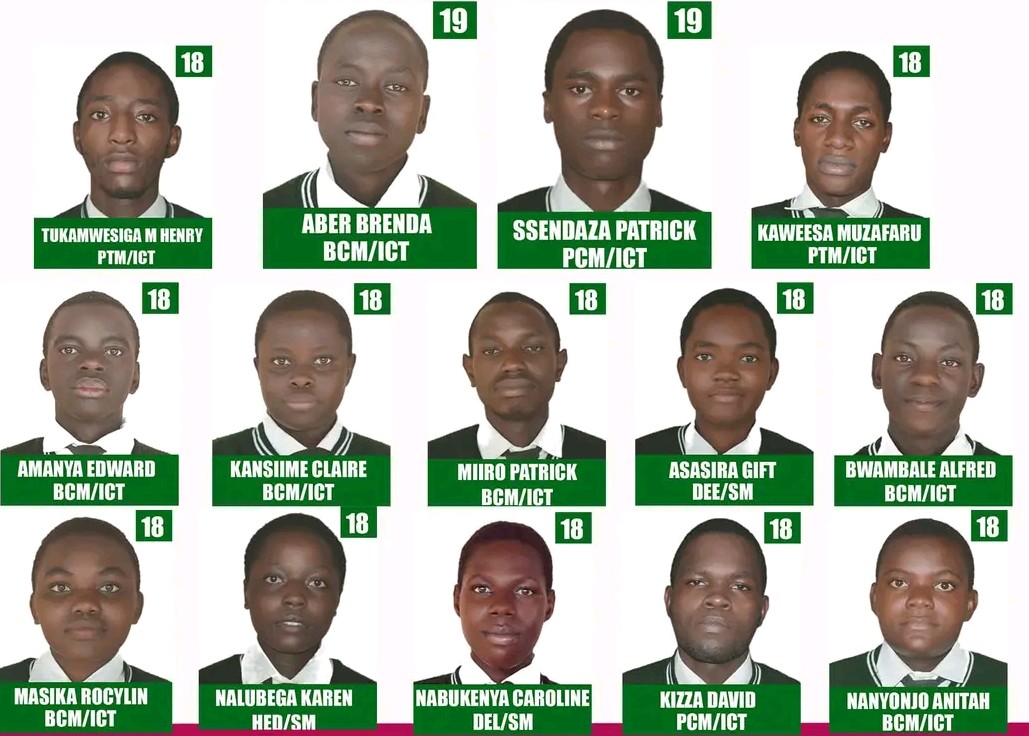 18
TUKAMWESIGA M HENRY
PTM/ICT
19
ABER BRENDA
BCM/ICT
19
SSENDAZA PATRICK
PCM/ICT
18
KAWEESA MUZAFARU
PTM/ICT
18
AMANYA EDWARD
BCM/ICT
18
KANSIIME CLAIRE
BCM/ICT
18
MIIRO PATRICK
BCM/ICT
18
ASASIRA GIFT
DEE/SM
18
BWAMBALE ALFRED
BCM/ICT
18
MASIKA ROCYLIN
BCM/ICT
18
NALUBEGA KAREN
HED/SM
18
NABUKENYA CAROLINE
DEL/SM
18
KIZZA DAVID
PCM/ICT
18
NANYONJO ANITAH
BCM/ICT